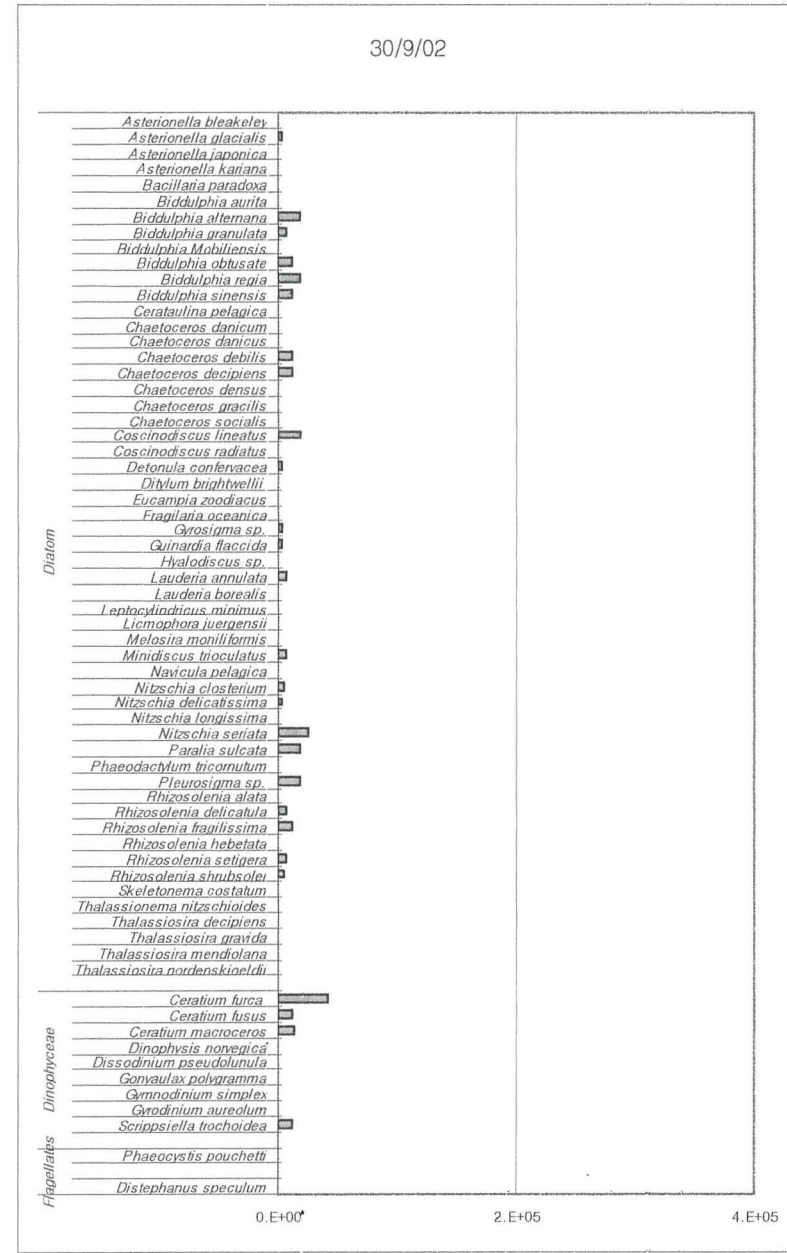 30/9/02
Asterionella bleakeley
Asterionella glacialis
Asterionella japonica
Asterionella kariana
Bacillaria paradoxa
Biddulphia aurita
Biddulphia alternana
Biddulphia granulata
Biddulphia Mobiliensis
Biddulphia obtusate
Biddulphia regia
Biddulphia sinensis
Cerataulina pelagica
Chaetoceros danicum
Chaetoceros danicus
Chaetoceros debilis
Chaetoceros decipiens
Chaetoceros densus
Chaetoceros gracilis
Chaetoceros socialis
Coscinodiscus lineatus
Coscinodiscus radiatus
Detonula confervacea
Ditylum brightwellii
Eucampia zoodiacus
Fragilaria oceanica
Gyrosigma sp.
Guinardia flaccida
Hyalodiscus sp.
Lauderia annulata
Lauderia borealis
Leptocylindricus minimus
Licmophora juergensii
Melosira moniliformis
Minidiscus trioculatus
Navicula pelagica
Nitzschia closterium
Nitzschia delicatissima
Nitzschia longissima
Nitzschia seriata
Paralia sulcata
Phaeodactylum tricornutum
Pleurosigma sp.
Rhizosolenia alata
Rhizosolenia delicatula
Rhizosolenia fragilissima
Rhizosolenia hebetata
Rhizosolenia setigera
Rhizosolenia shrubsolei
Skeletonema costatum
Thalassionema nitzschioides
Thalassiosira decipiens
Thalassiosira gravida
Thalassiosira mendiolana
Thalassiosira nordenskioeldii
Diatom
Ceratium furca
Ceratium fusus
Ceratium macroceros
Dinophysis norvegica
Dissodinium pseudolunula
Gonyaulax polygramma
Gymnodinium simplex
Gyrodinium aureolum
Scrippsiella trochoidea
Dinophyceae
Phaeocystis pouchetti
Distephanus speculum
Flagellates
0.E+00
2.E+05
4.E+05